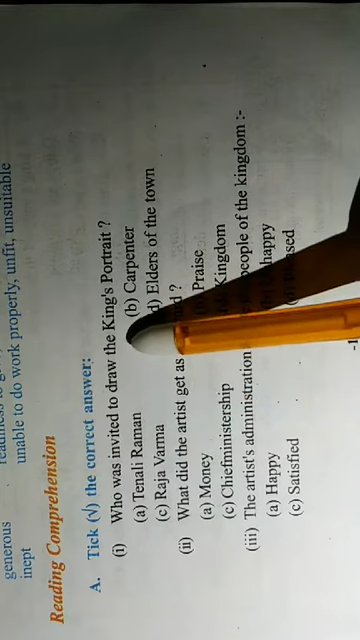 generous
inept unable to do work properly, unfit, unsuitable
Reading Comprehension
A. Tick (√) the correct answer:
(i) Who was invited to draw the King's Portrait ?
(a) Tenali Raman (b) Carpenter
(c) Raja Varma d) Elders of the town
(ii) What did the artist get as ?
(a) Money Praise
(c) Chiefministership Kingdom
(iii) The artist's administration people of the kingdom :-
(a) Happy happy
(c) Satisfied